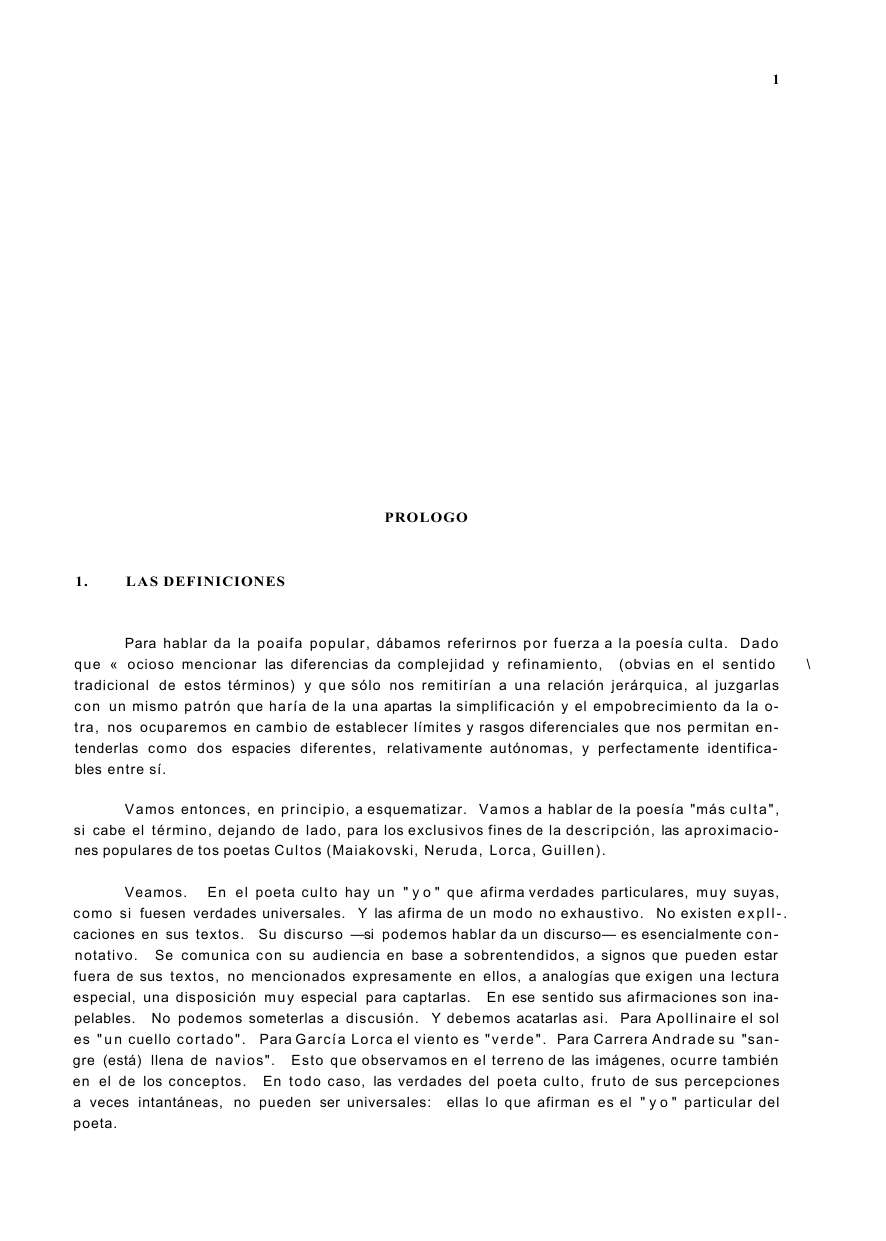 1
PROLOGO
1. LAS DEFINICIONES
Para hablar da la poaifa popular, dábamos referirnos por fuerza a la poesía culta. Dado
que « ocioso mencionar las diferencias da complejidad y refinamiento, (obvias en el sentido \
tradicional de estos términos) y que sólo nos remitirían a una relación jerárquica, al juzgarlas
con un mismo patrón que haría de la una apartas la simplificación y el empobrecimiento da la o-
tra, nos ocuparemos en cambio de establecer límites y rasgos diferenciales que nos permitan en-
tenderlas como dos espacies diferentes, relativamente autónomas, y perfectamente identifica-
bles entre sí.
Vamos entonces, en principio, a esquematizar. Vamos a hablar de la poesía "más culta",
si cabe el término, dejando de lado, para los exclusivos fines de la descripción, las aproximacio-
nes populares de tos poetas Cultos (Maiakovski, Neruda, Lorca, Guillen).
Veamos. En el poeta culto hay un "yo" que afirma verdades particulares, muy suyas,
como si fuesen verdades universales. Y las afirma de un modo no exhaustivo. No existen expII-.
caciones en sus textos. Su discurso —si podemos hablar da un discurso— es esencialmente con-
notativo. Se comunica con su audiencia en base a sobrentendidos, a signos que pueden estar
fuera de sus textos, no mencionados expresamente en ellos, a analogías que exigen una lectura
especial, una disposición muy especial para captarlas. En ese sentido sus afirmaciones son ina-
pelables. No podemos someterlas a discusión. Y debemos acatarlas asi. Para Apollinaire el sol
es "un cuello cortado". Para García Lorca el viento es "verde". Para Carrera Andrade su "san-
gre (está) llena de navios". Esto que observamos en el terreno de las imágenes, ocurre también
en el de los conceptos. En todo caso, las verdades del poeta culto, fruto de sus percepciones
a veces intantáneas, no pueden ser universales: ellas lo que afirman es el "yo" particular del
poeta.